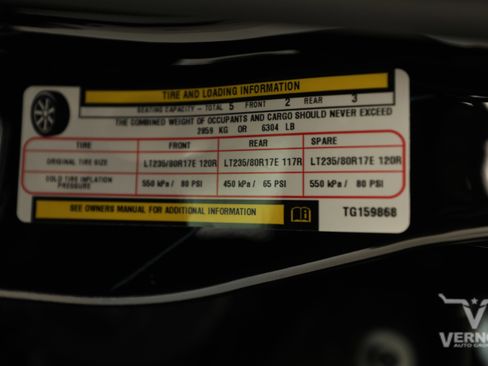 TIRE AND LOADING INFORMATION
SEATING CAPACITY - TOTAL 5 FRONT 2 REAR 3
THE COMBINED WEIGHT OF OCCUPANTS AND CARGO SHOULD NEVER EXCEED
2859 KG OR 6304 LB
TIRE FRONT REAR SPARE
ORIGINAL TIRE SIZE LT235/80R17E 120R LT235/80R17E 117R LT235/80R17E 120R
COLD TIRE INFLATION PRESSURE 550 kPa / 80 PSI 450 kPa / 65 PSI 550 kPa / 80 PSI
SEE OWNERS MANUAL FOR ADDITIONAL INFORMATION TG159868
AUTO